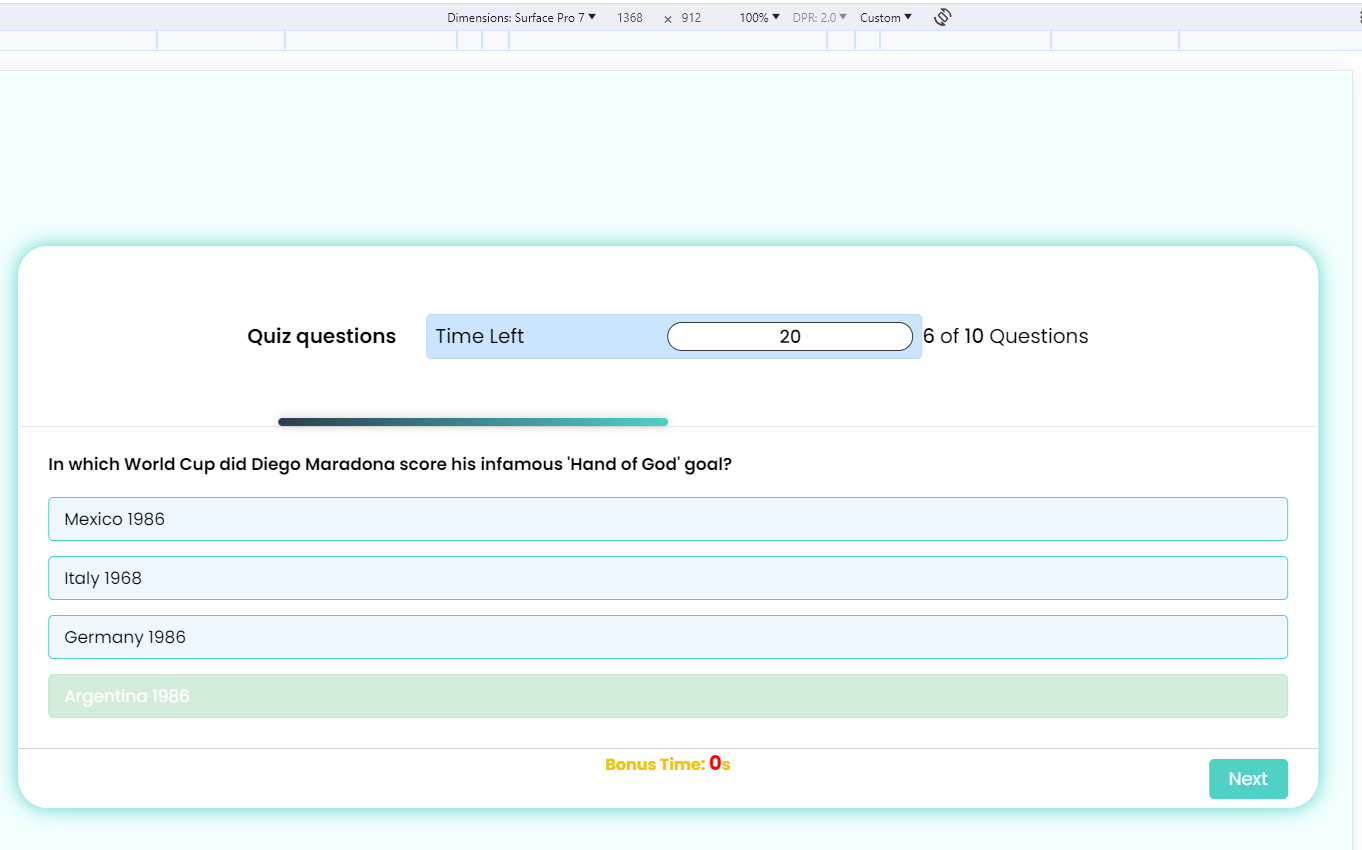 Dimensions: Surface Pro 7 ▼ 1368 × 912 100% ▼ DPR: 2.0 ▼ Custom ▼
Quiz questions Time Left 20 6 of 10 Questions
In which World Cup did Diego Maradona score his infamous 'Hand of God' goal?
Mexico 1986
Italy 1968
Germany 1986
Argentina 1986
Bonus Time: 0s
Next